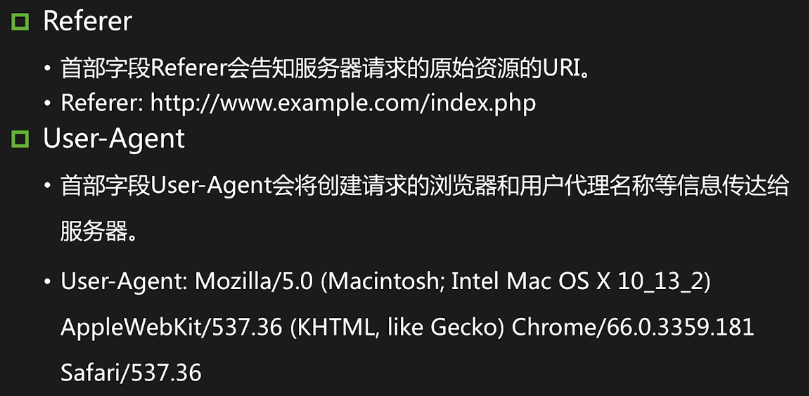 Referer
• 首部字段Referer会告知服务器请求的原始资源的URI。
• Referer: http://www.example.com/index.php
User-Agent
• 首部字段User-Agent会将创建请求的浏览器和用户代理名称等信息传达给
服务器。
• User-Agent: Mozilla/5.0 (Macintosh; Intel Mac OS X 10_13_2)
AppleWebKit/537.36 (KHTML, like Gecko) Chrome/66.0.3359.181
Safari/537.36